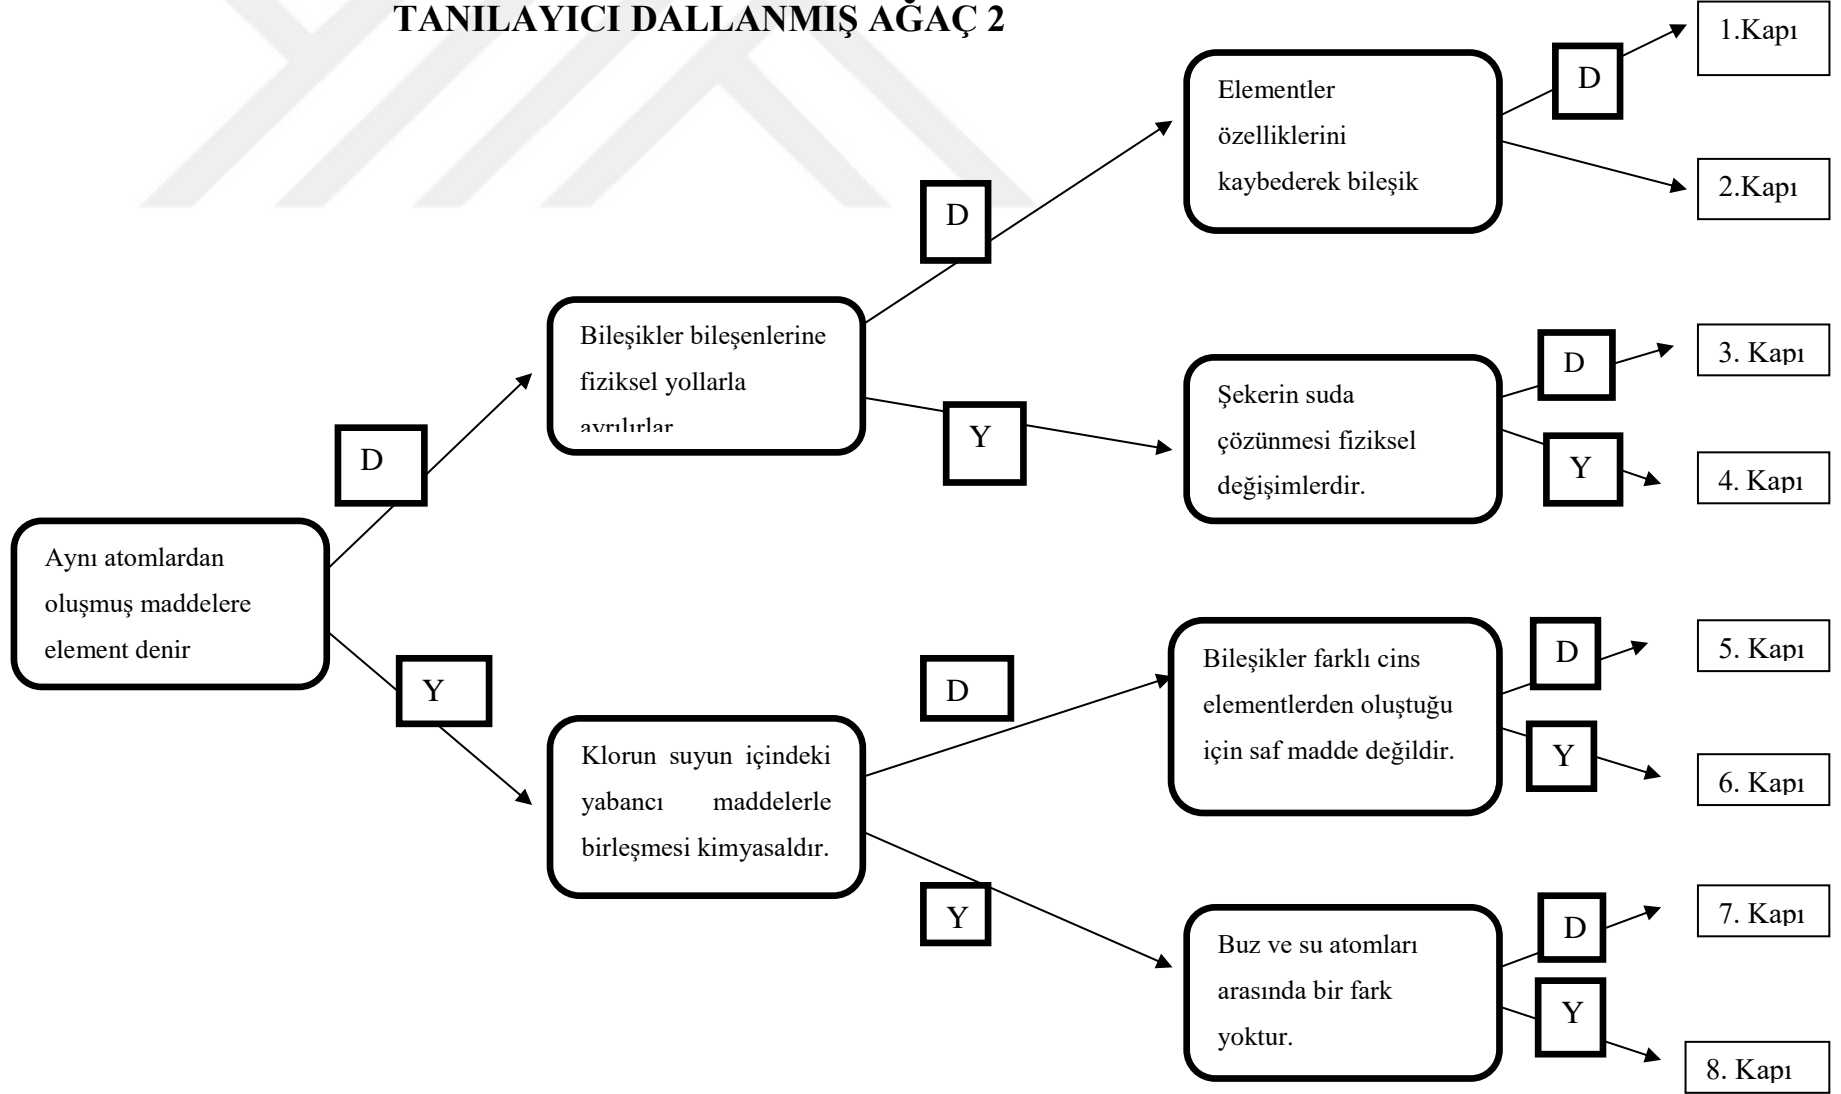 TANILAYICI DALLANMIŞ AĞAÇ 2
Aynı atomlardan
oluşmuş maddelere
element denir
D
Y
Bileşikler bileşenlerine
fiziksel yollarla
ayrılırlar
D
Y
Klorun suyun içindeki
yabancı maddelerle
birleşmesi kimyasaldır.
D
Y
Elementler
özelliklerini
kaybederek bileşik
D
1.Kapı
2.Kapı
Şekerin suda
çözünmesi fiziksel
değişimlerdir.
D
Y
3. Kapı
4. Kapı
Bileşikler farklı cins
elementlerden oluştuğu
için saf madde değildir.
D
Y
5. Kapı
6. Kapı
Buz ve su atomları
arasında bir fark
yoktur.
D
Y
7. Kapı
8. Kapı